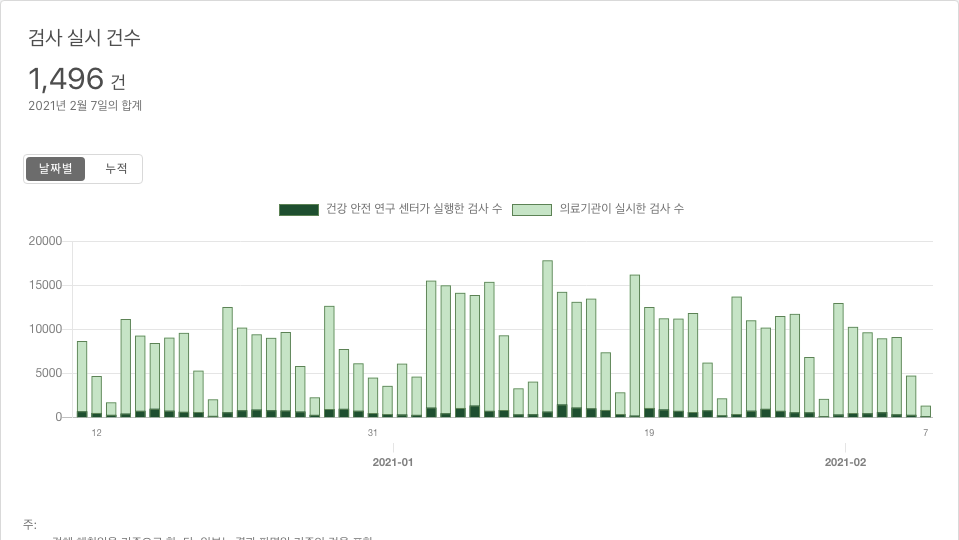 검사 실시 건수
1,496 건
2021년 2월 7일의 합계
날짜별 누적
건강 안전 연구 센터가 실행한 검사 수 의료기관이 실시한 검사 수
20000
15000
10000
5000
0
12 31 19 7
2021-01 2021-02
주: